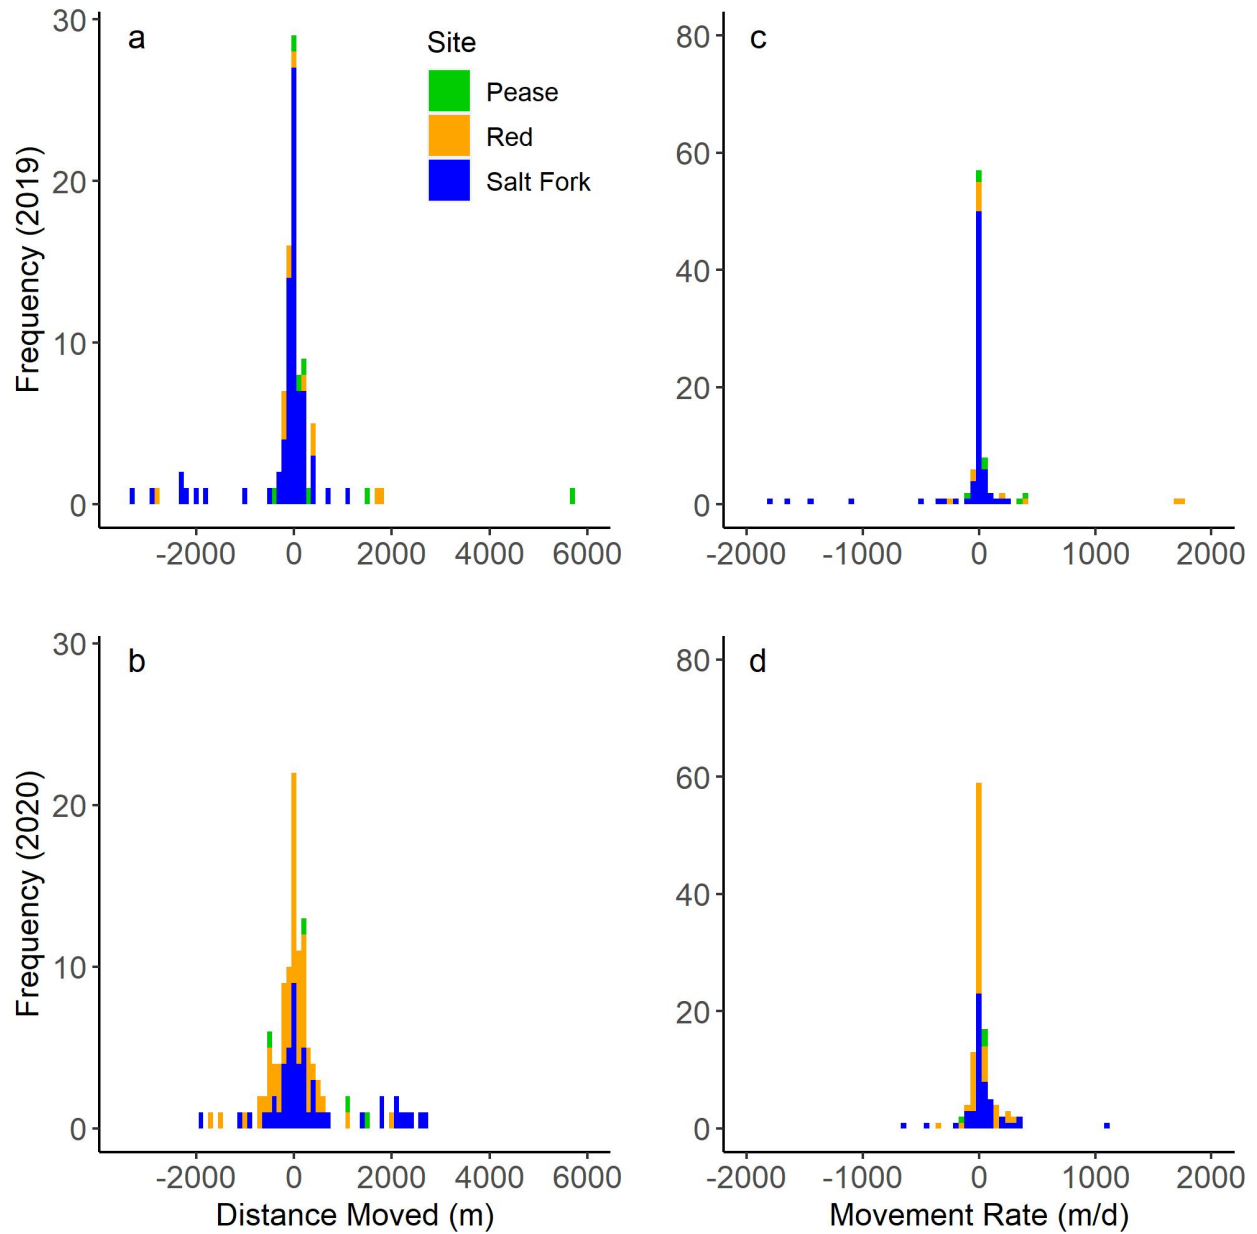 a
Site
Pease
Red
Salt Fork
Frequency (2019)
30
20
10
0
-2000 0 2000 4000 6000
c
80
60
40
20
0
-2000 -1000 0 1000 2000
b
Frequency (2020)
30
20
10
0
-2000 0 2000 4000 6000
Distance Moved (m)
d
80
60
40
20
0
-2000 -1000 0 1000 2000
Movement Rate (m/d)